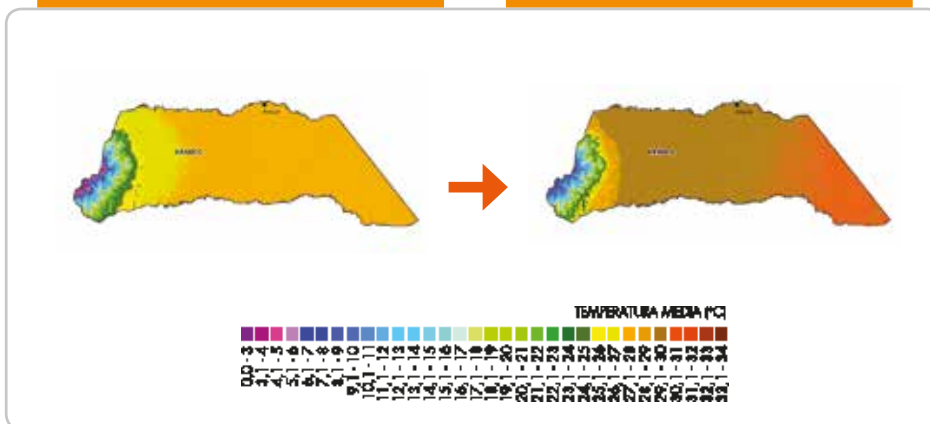 TEMPERATURA MEDIA (°C)
0,0 - 3
3,1 - 4
4,1 - 5
5,1 - 6
6,1 - 7
7,1 - 8
8,1 - 9
9,1 - 10
10,1 - 11
11,1 - 12
12,1 - 13
13,1 - 14
14,1 - 15
15,1 - 16
16,1 - 17
17,1 - 18
18,1 - 19
19,1 - 20
20,1 - 21
21,1 - 22
22,1 - 23
23,1 - 24
24,1 - 25
25,1 - 26
26,1 - 27
27,1 - 28
28,1 - 29
29,1 - 30
30,1 - 31
31,1 - 32
32,1 - 33
33,1 - 34